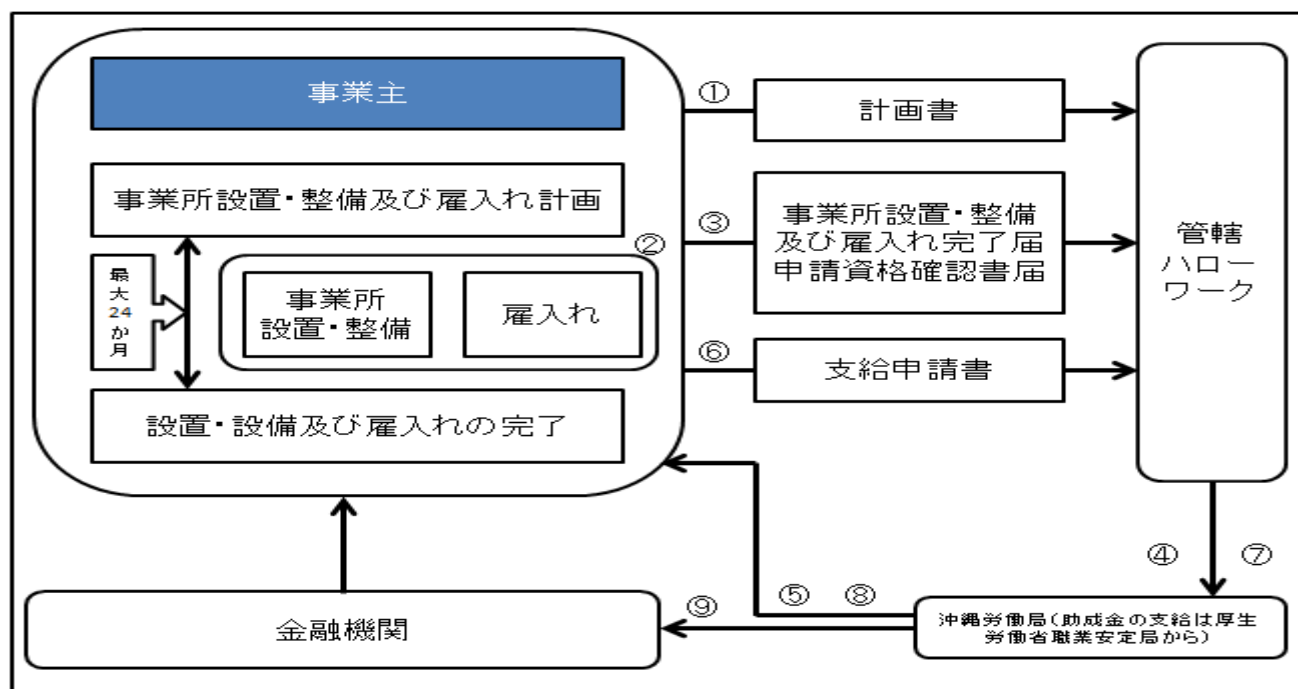 事業主
①
計画書
事業所設置・整備及び雇入れ計画
②
③
事業所設置・整備
及び雇入れ完了届
申請資格確認書届
管轄
ハロー
ワーク
最
大
24
か
月
事業所
設置・整備
雇入れ
⑥
支給申請書
設置・設備及び雇入れの完了
④
⑦
⑤
⑧
⑨
金融機関
沖縄労働局(助成金の支給は厚生
労働省職業安定局から)